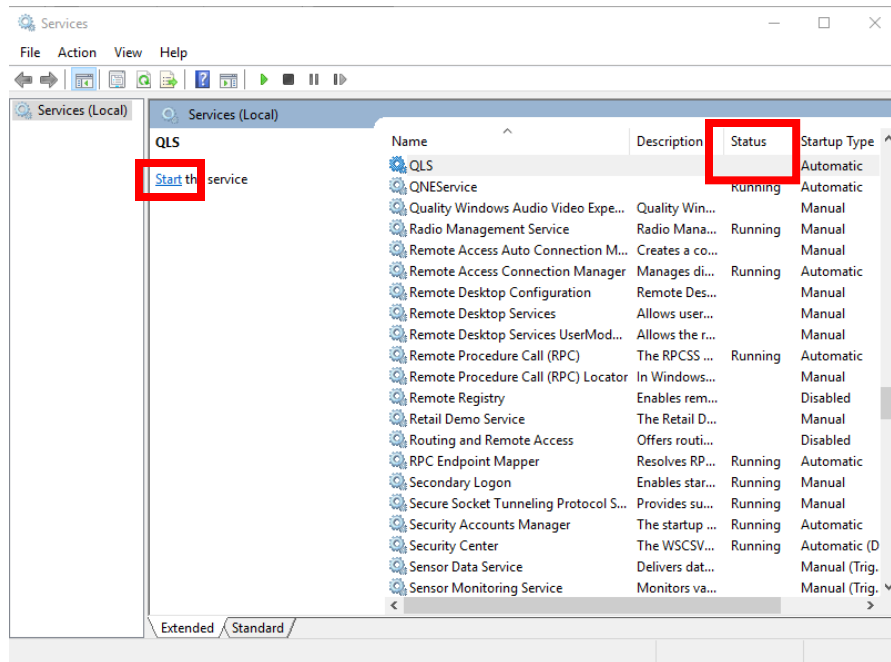 Services
File Action View Help
Services (Local)
Services (Local)
QLS
Start the service
Name Description Status Startup Type
QLS Automatic
QNEService Running Automatic
Quality Windows Audio Video Expe... Quality Win... Manual
Radio Management Service Radio Mana... Running Manual
Remote Access Auto Connection M... Creates a co... Manual
Remote Access Connection Manager Manages di... Running Automatic
Remote Desktop Configuration Remote Des... Manual
Remote Desktop Services Allows user... Manual
Remote Desktop Services UserMod... Allows the r... Manual
Remote Procedure Call (RPC) The RPCSS ... Running Automatic
Remote Procedure Call (RPC) Locator In Windows... Manual
Remote Registry Enables rem... Disabled
Retail Demo Service The Retail D... Manual
Routing and Remote Access Offers routi... Disabled
RPC Endpoint Mapper Resolves RP... Running Automatic
Secondary Logon Enables star... Running Manual
Secure Socket Tunneling Protocol S... Provides su... Running Manual
Security Accounts Manager The startup ... Running Automatic
Security Center The WSCSV... Running Automatic (D
Sensor Data Service Delivers dat... Manual (Trig.
Sensor Monitoring Service Monitors va... Manual (Trig.
Extended Standard